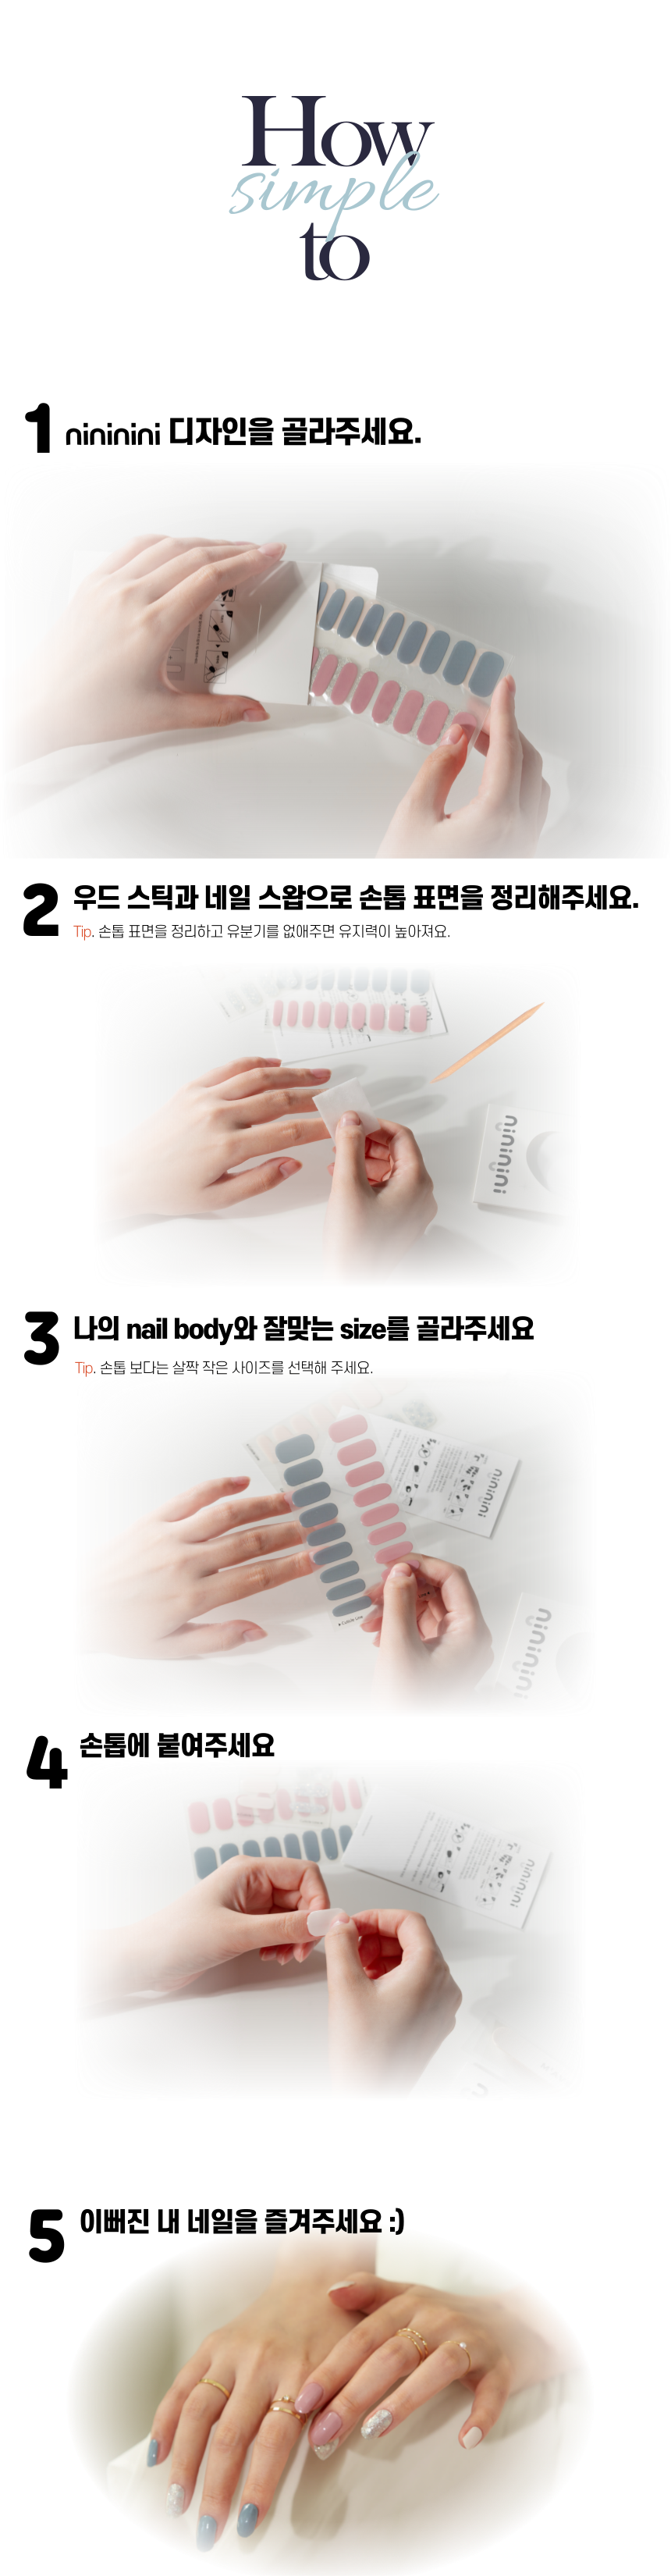 How
simple
to
1 nininini 디자인을 골라주세요.
2 우드 스틱과 네일 스왑으로 손톱 표면을 정리해주세요.
Tip. 손톱 표면을 정리하고 유분기를 없애주면 유지력이 높아져요.
nininini
3 나의 nail body와 잘맞는 size를 골라주세요
Tip. 손톱 보다는 살짝 작은 사이즈를 선택해 주세요.
nininini
nininini
4 손톱에 붙여주세요
nininini
5 이뻐진 내 네일을 즐겨주세요 :)